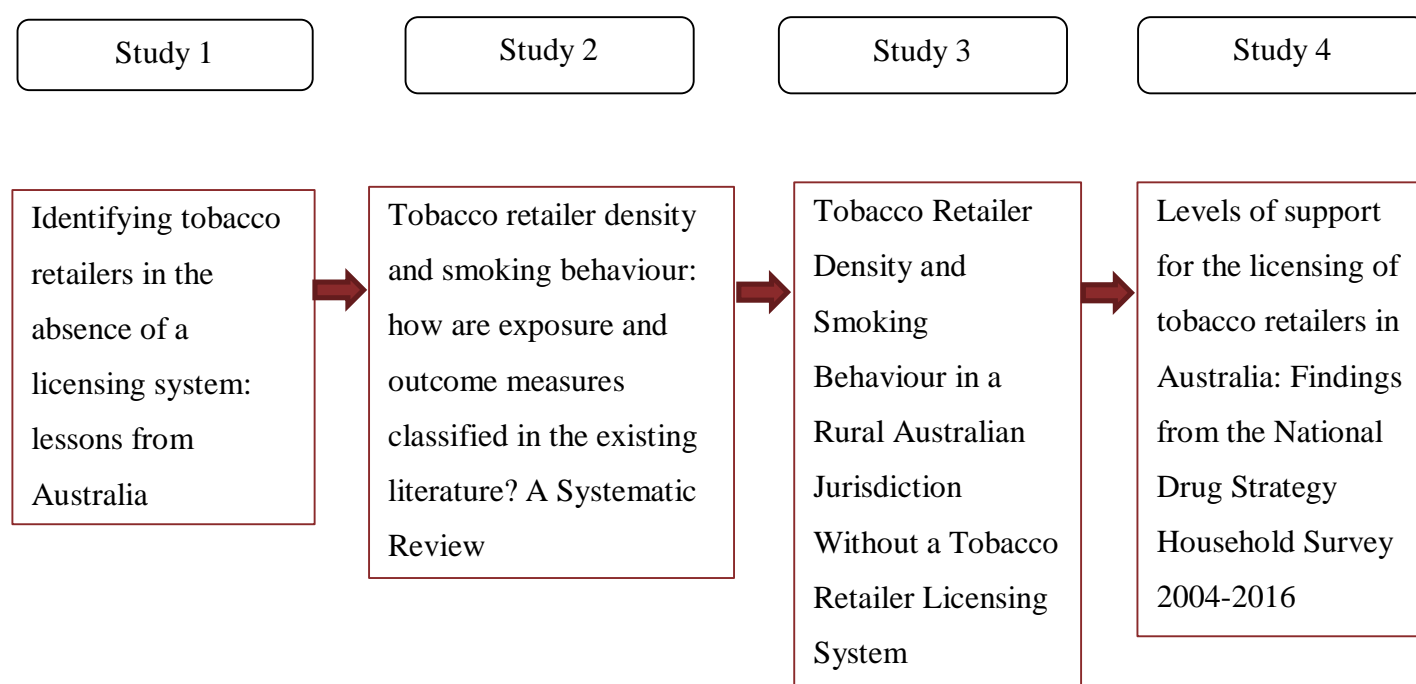 Study 1
Study 2
Study 3
Study 4
Identifying tobacco
retailers in the
absence of a
licensing system:
lessons from
Australia
Tobacco retailer density
and smoking behaviour:
how are exposure and
outcome measures
classified in the existing
literature? A Systematic
Review
Tobacco Retailer
Density and
Smoking
Behaviour in a
Rural Australian
Jurisdiction
Without a Tobacco
Retailer Licensing
System
Levels of support
for the licensing of
tobacco retailers in
Australia: Findings
from the National
Drug Strategy
Household Survey
2004-2016